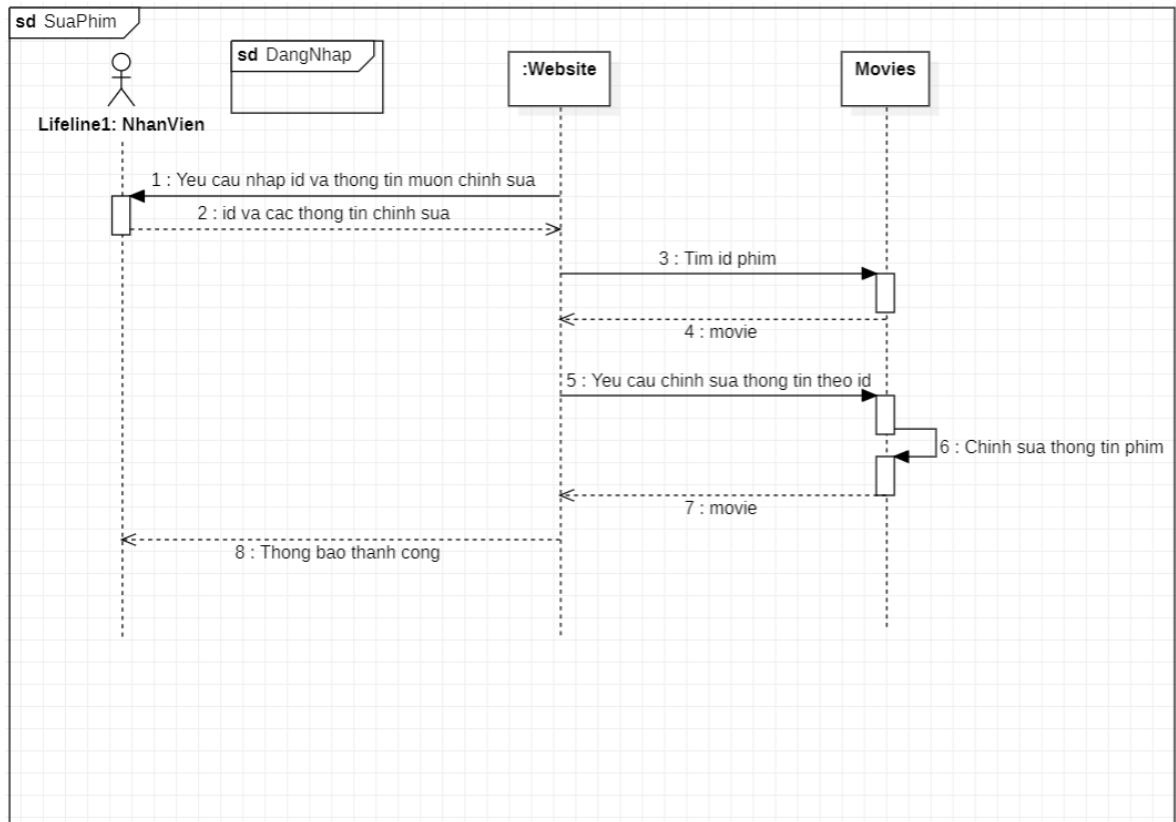 sd SuaPhim
sd DangNhap
:Website
Movies
Lifeline1: NhanVien
1 : Yeu cau nhap id va thong tin muon chinh sua
2 : id va cac thong tin chinh sua
3 : Tim id phim
4 : movie
5 : Yeu cau chinh sua thong tin theo id
6 : Chinh sua thong tin phim
7 : movie
8 : Thong bao thanh cong